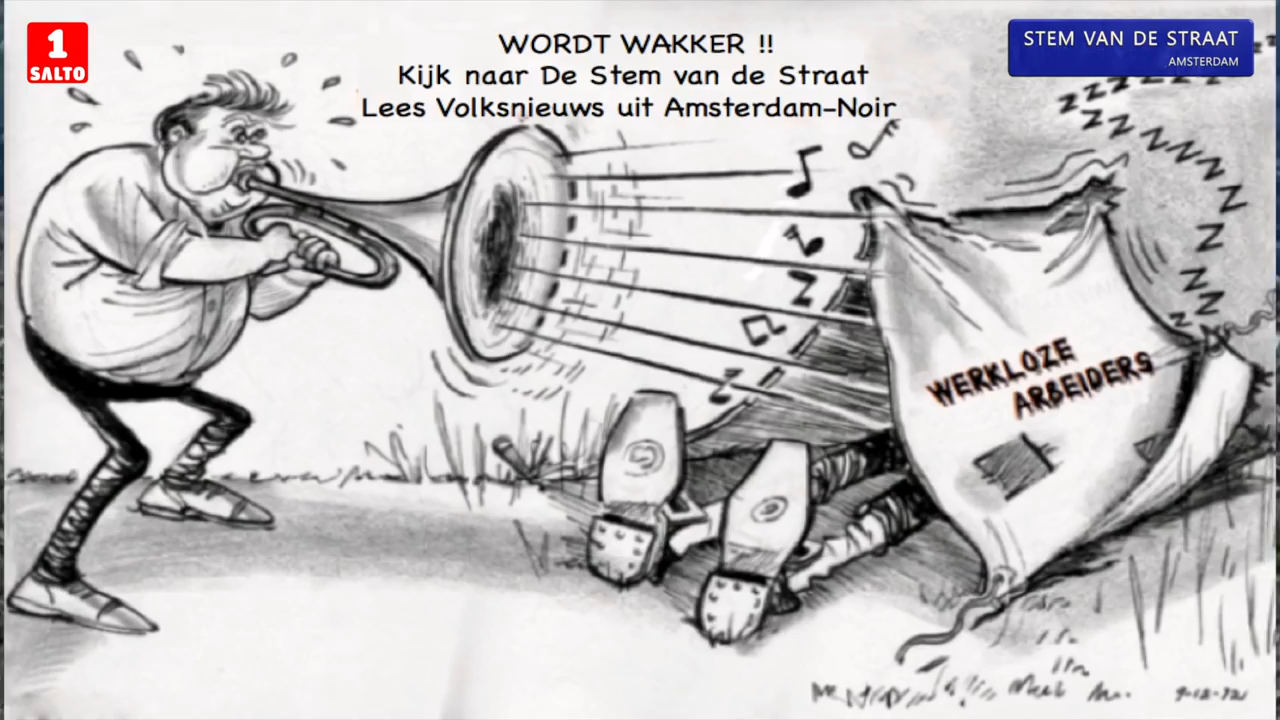 1
SALTO
WORDT WAKKER !!
Kijk naar De Stem van de Straat
Lees Volksnieuws uit Amsterdam-Noir
STEM VAN DE STRAAT
AMSTERDAM
zzzzzzzzzzzzzzzzz
WERKLOZE
ARBEIDERS